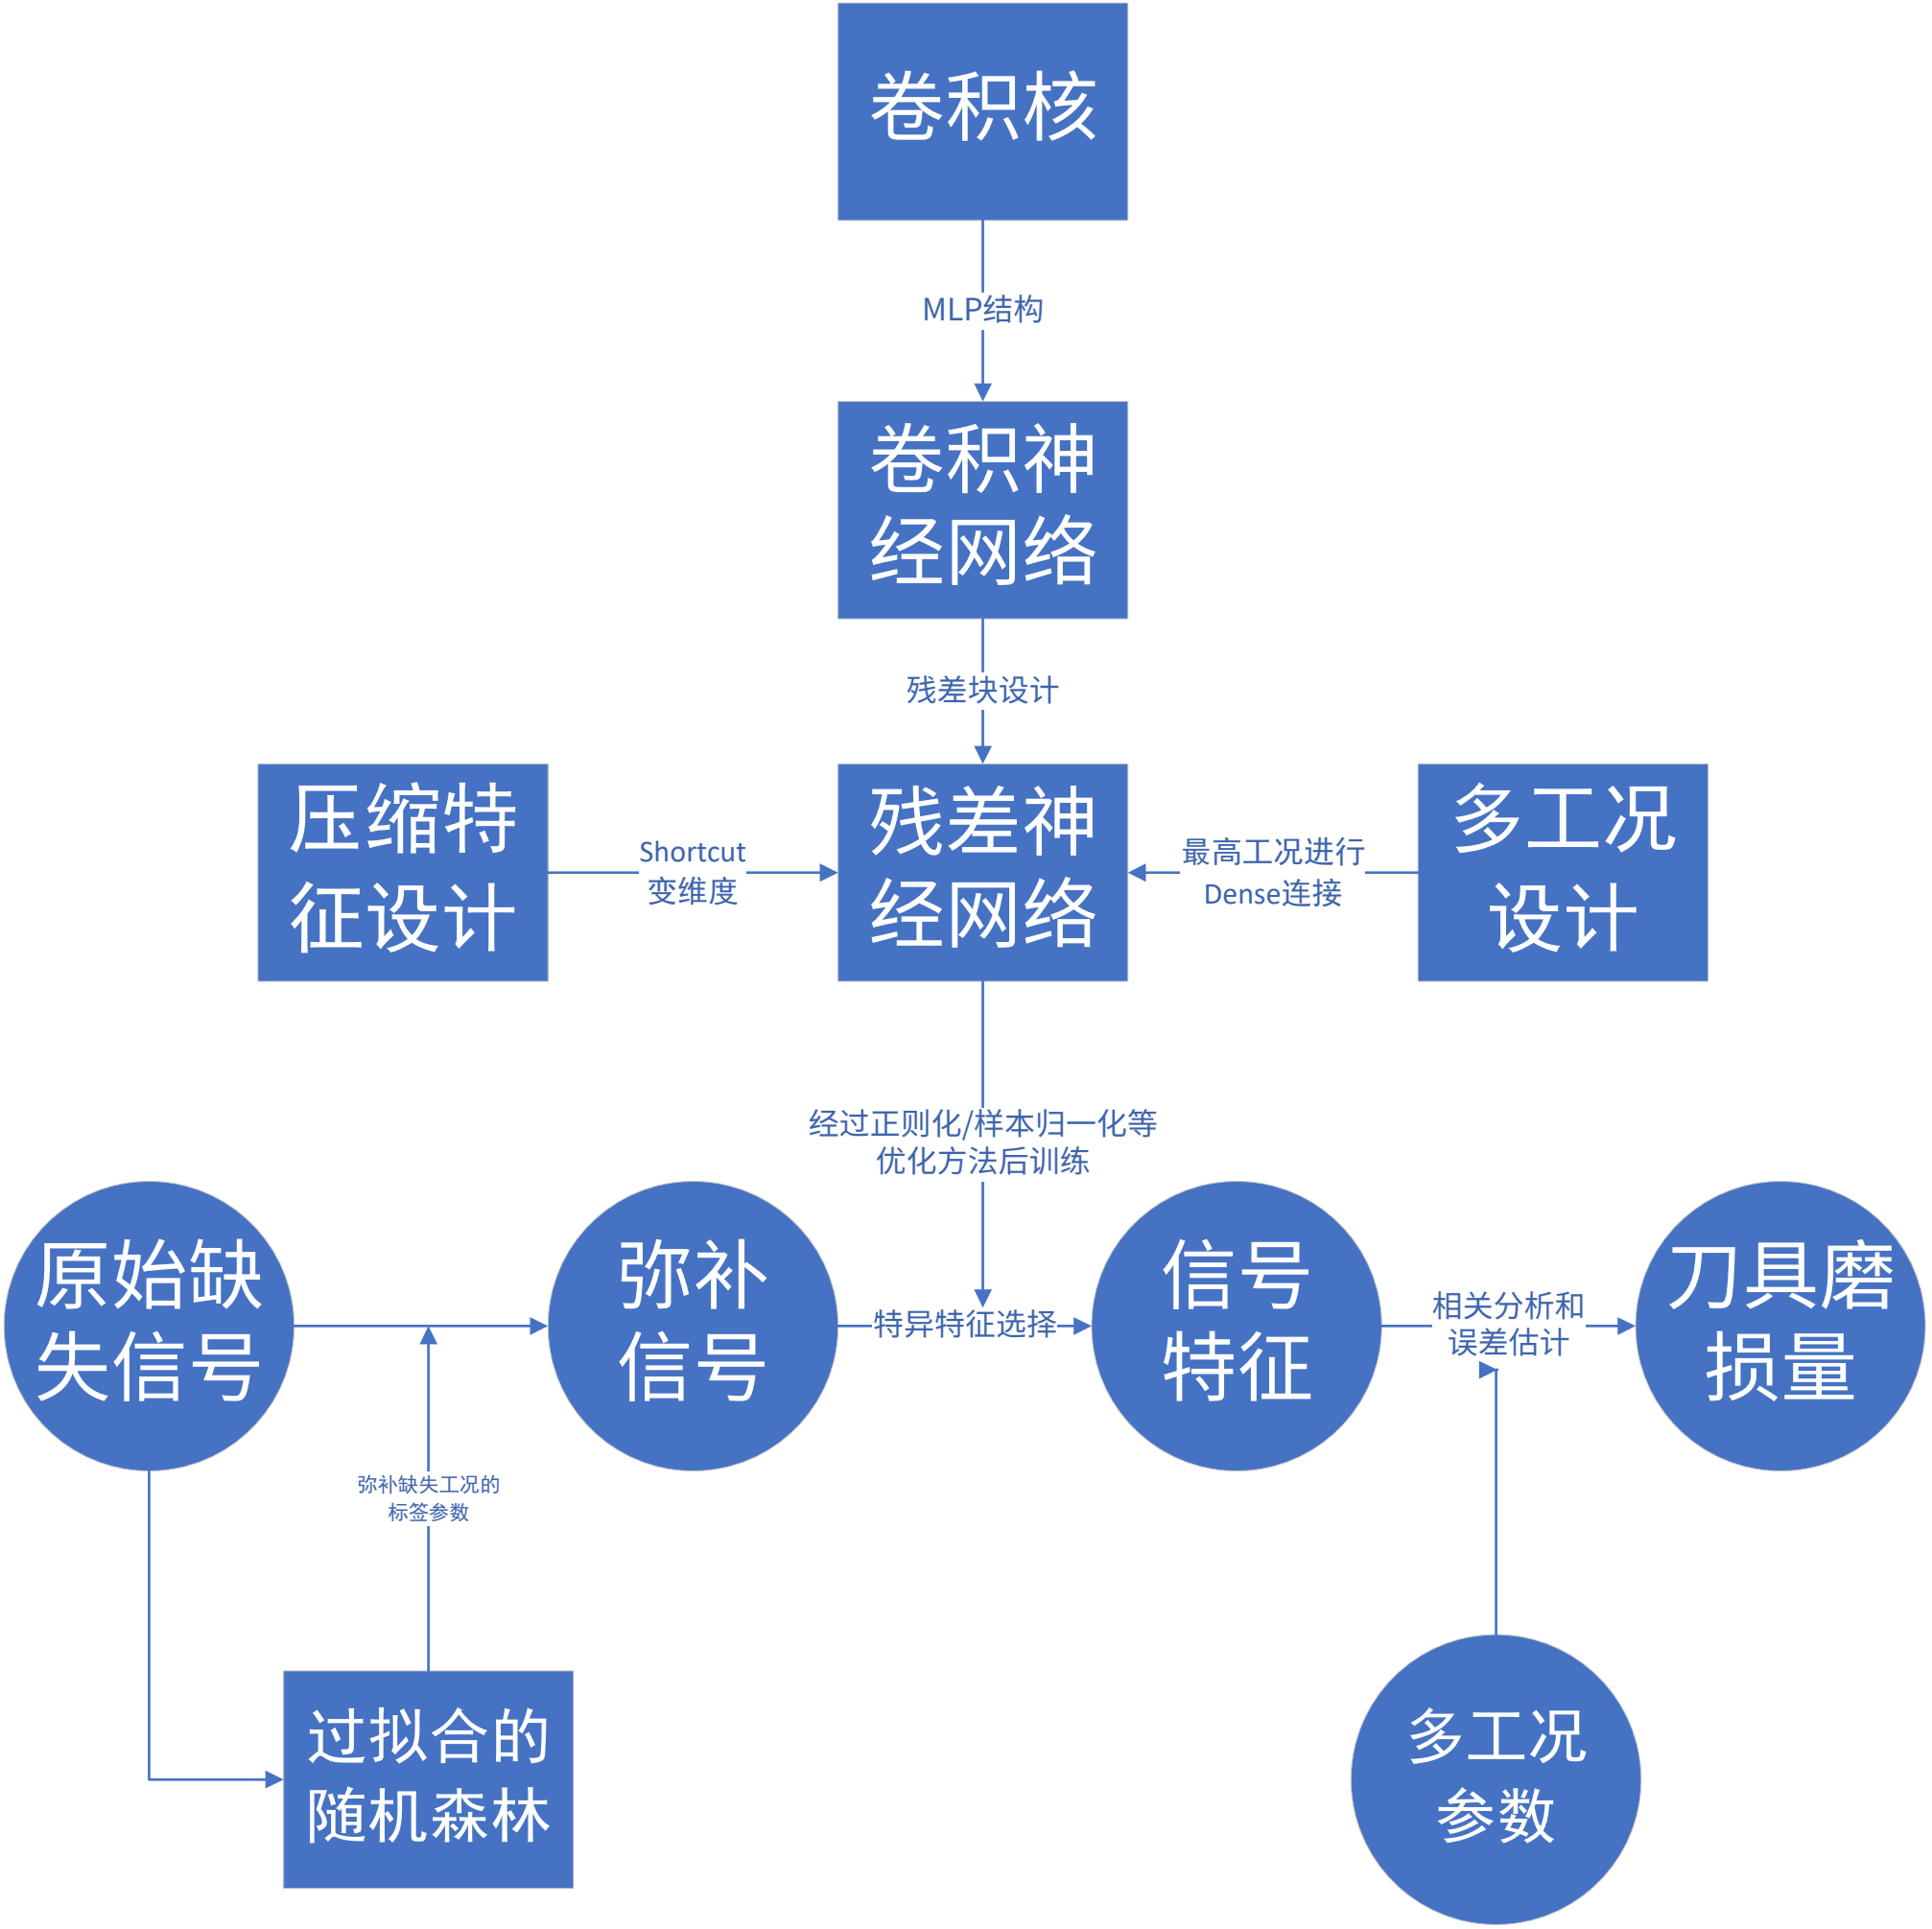 卷积核
MLP结构
卷积神
经网络
残差块设计
压缩特
征设计
Shortcut
变维度
残差神
经网络
最高工况进行
Dense连接
多工况
设计
经过正则化/样本归一化等
优化方法后训练
原始缺
失信号
弥补
信号
特异特征选择
信号
特征
相关分析和
误差估计
刀具磨
损量
弥补缺失工况的
标签参数
过拟合的
随机森林
多工况
参数